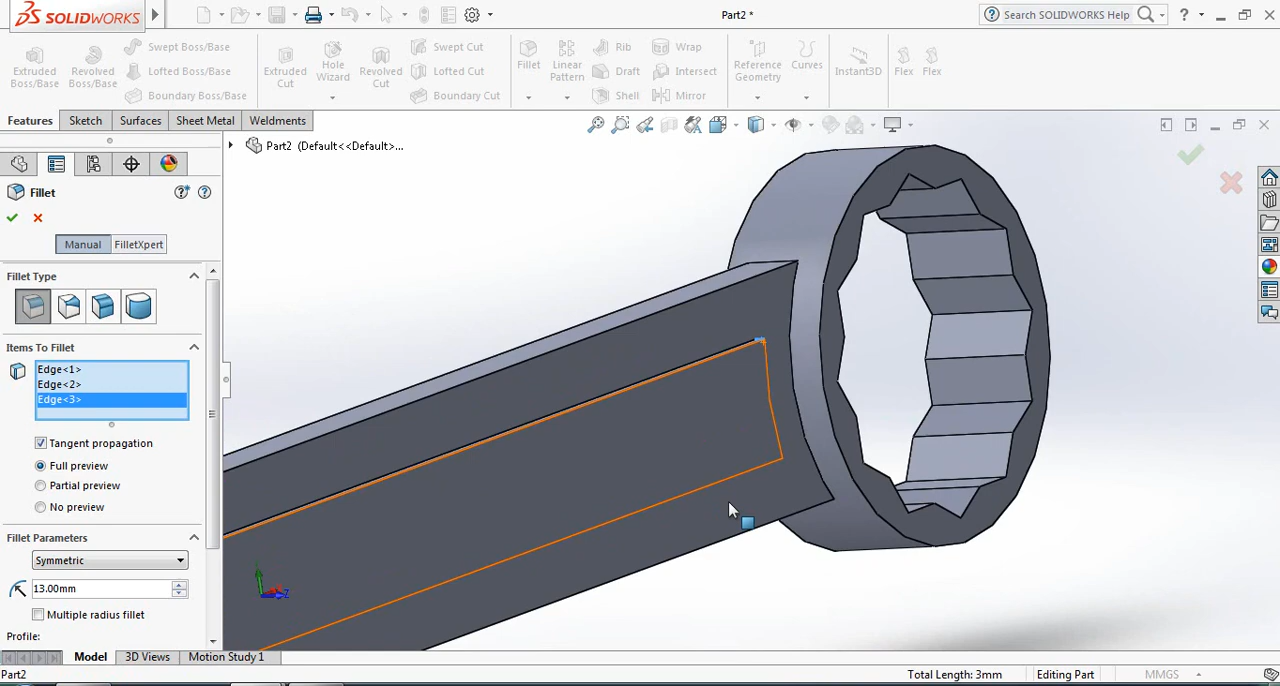 SOLIDWORKS
Part2 *
Search SOLIDWORKS Help
?
Extruded Boss/Base
Revolved Boss/Base
Swept Boss/Base
Lofted Boss/Base
Boundary Boss/Base
Extruded Cut
Hole Wizard
Revolved Cut
Swept Cut
Lofted Cut
Boundary Cut
Fillet
Linear Pattern
Rib
Draft
Shell
Wrap
Intersect
Mirror
Reference Geometry
Curves
Instant3D
Flex
Flex
Features
Sketch
Surfaces
Sheet Metal
Weldments
Part2 (Default<<Default>...
Fillet
Manual
FilletXpert
Fillet Type
Items To Fillet
Edge<1>
Edge<2>
Edge<3>
Tangent propagation
Full preview
Partial preview
No preview
Fillet Parameters
Symmetric
13.00mm
Multiple radius fillet
Profile:
Z
Model
3D Views
Motion Study 1
Part2
Total Length: 3mm
Editing Part
MMGS